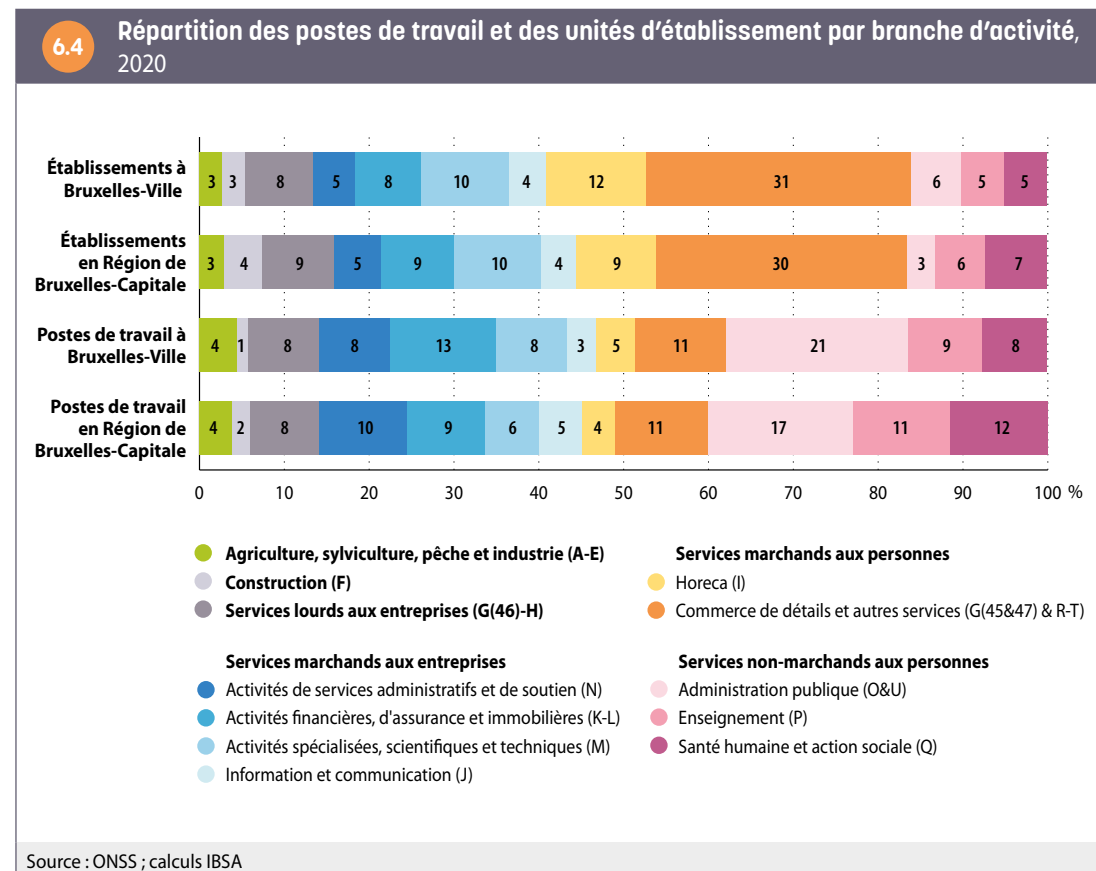 6.4
Répartition des postes de travail et des unités d'établissement par branche d'activité,
2020
Établissements à
Bruxelles-Ville
3 3 8 5 8 10 4 12 31 6 5 5
Établissements
en Région de
Bruxelles-Capitale
3 4 9 5 9 10 4 9 30 3 6 7
Postes de travail à
Bruxelles-Ville
4 1 8 8 13 8 3 5 11 21 9 8
Postes de travail
en Région de
Bruxelles-Capitale
4 2 8 10 9 6 5 4 11 17 11 12
0 10 20 30 40 50 60 70 80 90 100 %
Agriculture, sylviculture, pêche et industrie (A-E)
Construction (F)
Services lourds aux entreprises (G(46)-H)
Services marchands aux entreprises
Activités de services administratifs et de soutien (N)
Activités financières, d'assurance et immobilières (K-L)
Activités spécialisées, scientifiques et techniques (M)
Information et communication (J)
Services marchands aux personnes
Horeca (I)
Commerce de détails et autres services (G(45&47) & R-T)
Services non-marchands aux personnes
Administration publique (O&U)
Enseignement (P)
Santé humaine et action sociale (Q)
Source : ONSS ; calculs IBSA